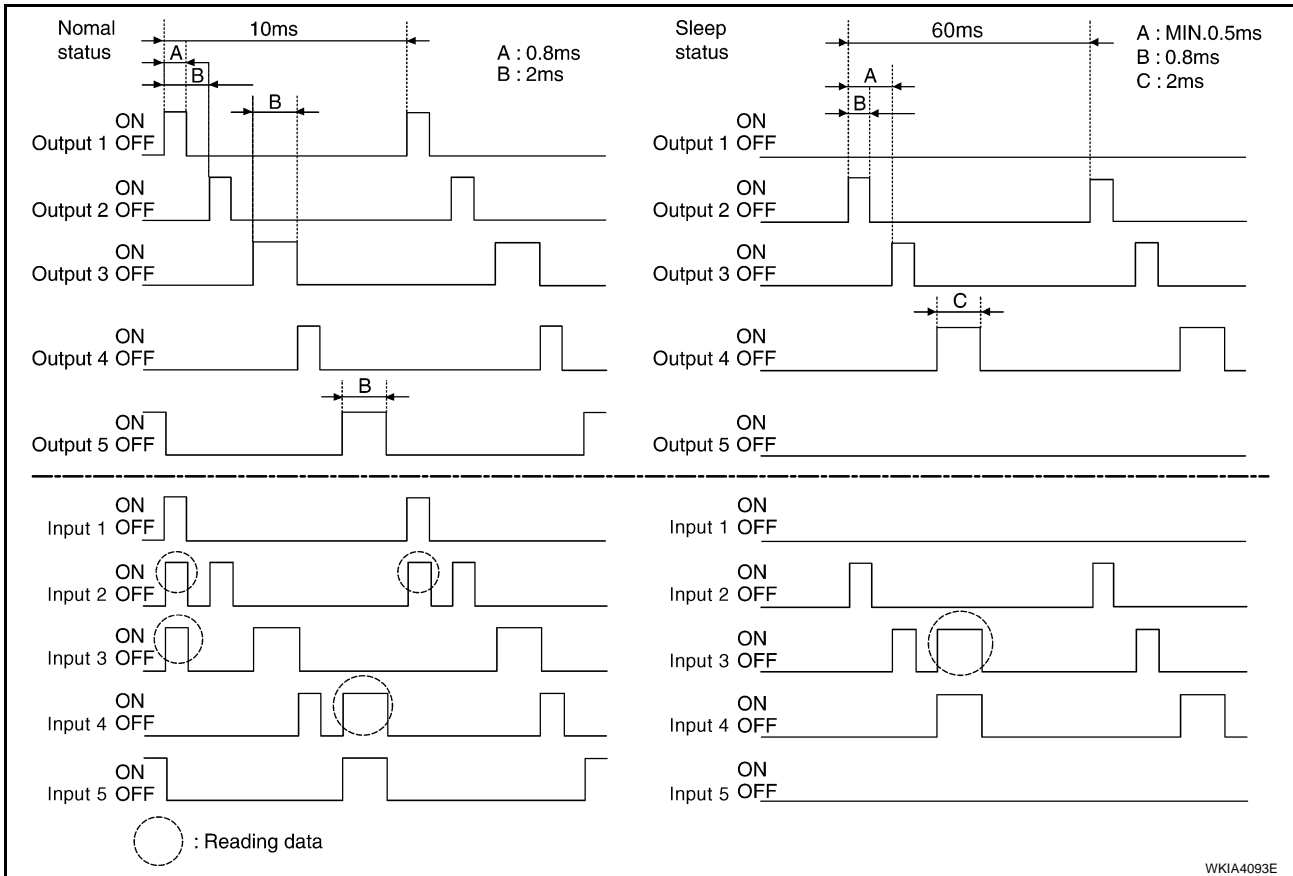 Nomal
status
10ms
A
B
B
A : 0.8ms
B : 2ms
ON
Output 1 OFF
ON
Output 2 OFF
ON
Output 3 OFF
ON
Output 4 OFF
B
ON
Output 5 OFF
Sleep
status
60ms
A : MIN.0.5ms
B : 0.8ms
C : 2ms
A
B
ON
Output 1 OFF
ON
Output 2 OFF
ON
Output 3 OFF
C
ON
Output 4 OFF
ON
Output 5 OFF
ON
Input 1 OFF
ON
Input 2 OFF
ON
Input 3 OFF
ON
Input 4 OFF
ON
Input 5 OFF
: Reading data
ON
Input 1 OFF
ON
Input 2 OFF
ON
Input 3 OFF
ON
Input 4 OFF
ON
Input 5 OFF
WKIA4093E